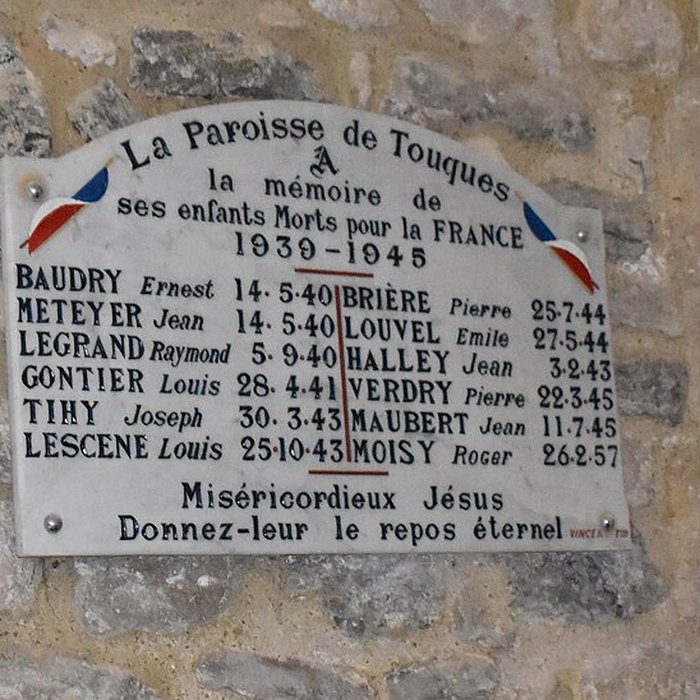 La Paroisse de Touques
A
la mémoire de
ses enfants Morts pour la FRANCE
1939-1945
BAUDRY Ernest 14.5.40
METEYER Jean 14.5.40
LEGRAND Raymond 5.9.40
GONTIER Louis 28.4.41
TIHY Joseph 30.3.43
LESCENE Louis 25.10.43
BRIÈRE Pierre 25.7.44
LOUVEL Emile 27.5.44
HALLEY Jean 3.2.43
VERDRY Pierre 22.3.45
MAUBERT Jean 11.7.45
MOISY Roger 26.2.57
Miséricordieux Jésus
Donnez-leur le repos éternel